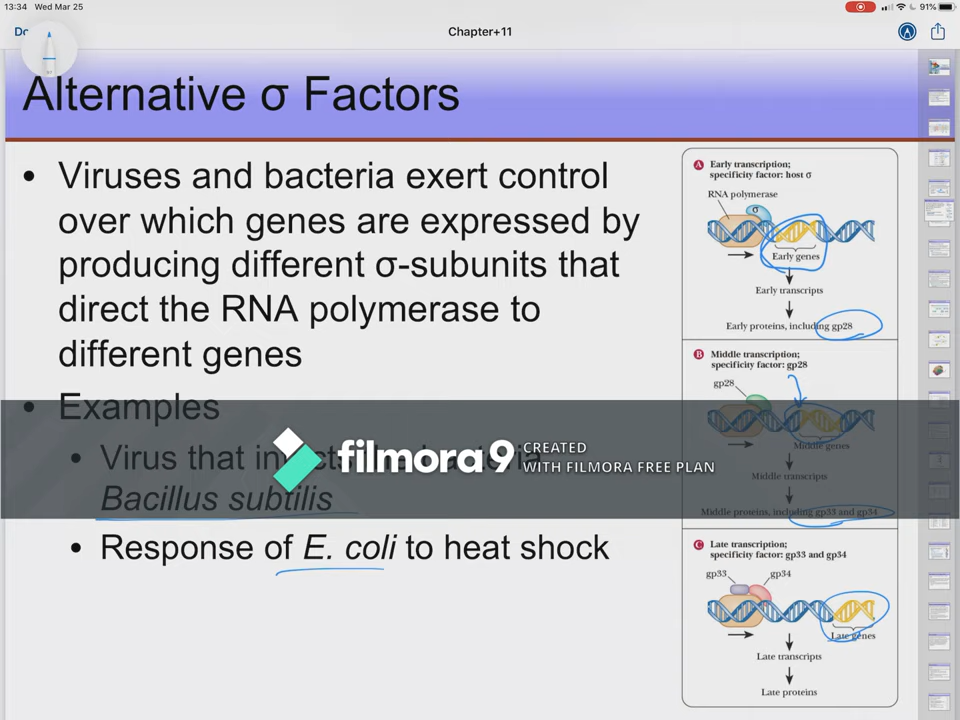 13:34 Wed Mar 25
91%
Chapter+11
Alternative σ Factors
• Viruses and bacteria exert control
over which genes are expressed by
producing different σ-subunits that
direct the RNA polymerase to
different genes
• Examples
• Virus that
Bacillus subtilis
• Response of E. coli to heat shock
filmora9 CREATED
WITH FILMORA FREE PLAN
A Early transcription;
specificity factor: host σ
RNA polymerase
σ
Early genes
Early transcripts
Early proteins, including gp28
B Middle transcription;
specificity factor: gp28
gp28
Middle genes
Middle transcripts
Middle proteins, including gp33 and gp34
C Late transcription;
specificity factor: gp33 and gp34
gp33 gp34
Late genes
Late transcripts
Late proteins